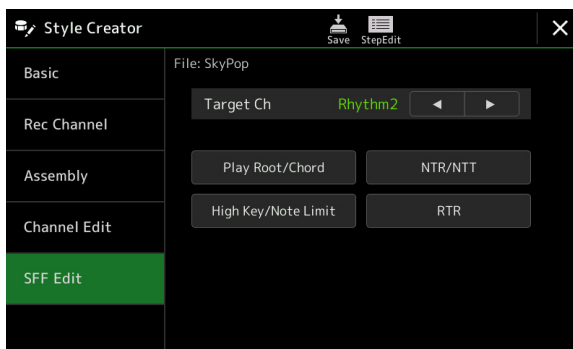 Style Creator
Save StepEdit
Basic
File: SkyPop
Target Ch Rhythm2
Rec Channel
Assembly
Play Root/Chord NTR/NTT
Channel Edit
High Key/Note Limit RTR
SFF Edit